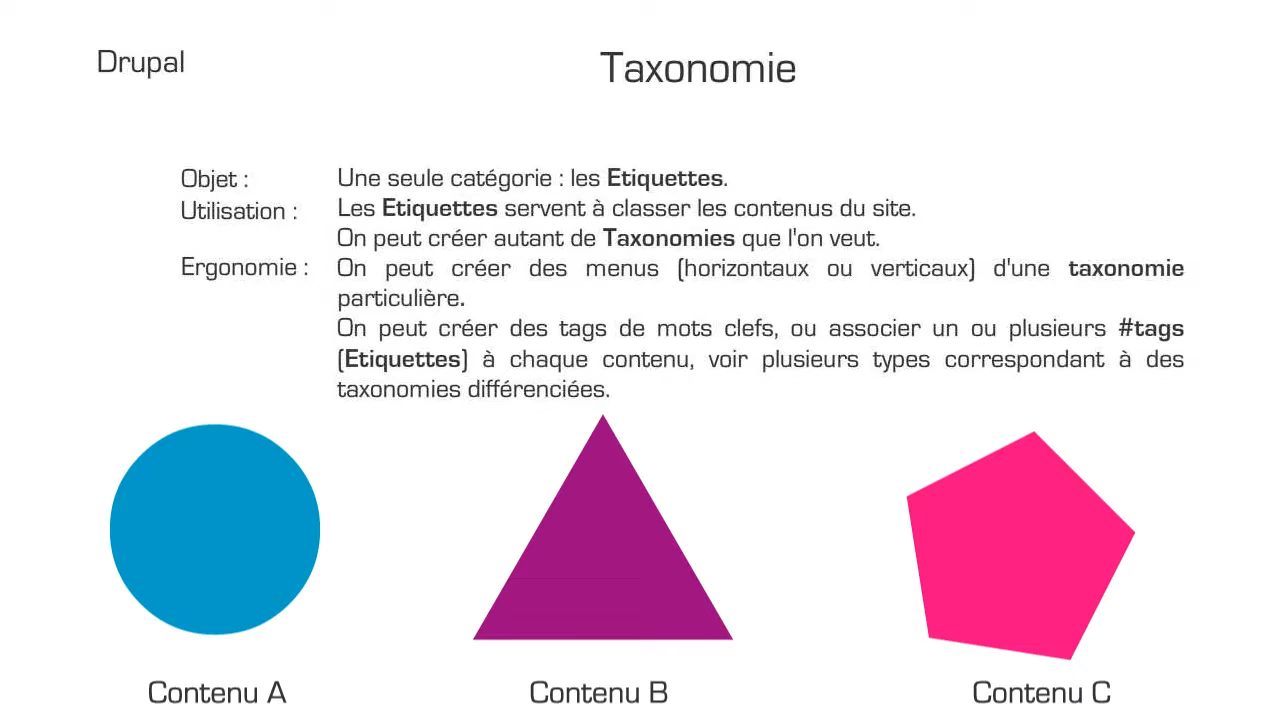 Drupal
Taxonomie
Objet :
Une seule catégorie : les Etiquettes.
Utilisation :
Les Etiquettes servent à classer les contenus du site.
On peut créer autant de Taxonomies que l'on veut.
Ergonomie :
On peut créer des menus (horizontaux ou verticaux) d'une taxonomie
particulière.
On peut créer des tags de mots clefs, ou associer un ou plusieurs #tags
(Etiquettes) à chaque contenu, voir plusieurs types correspondant à des
taxonomies différenciées.
Contenu A
Contenu B
Contenu C